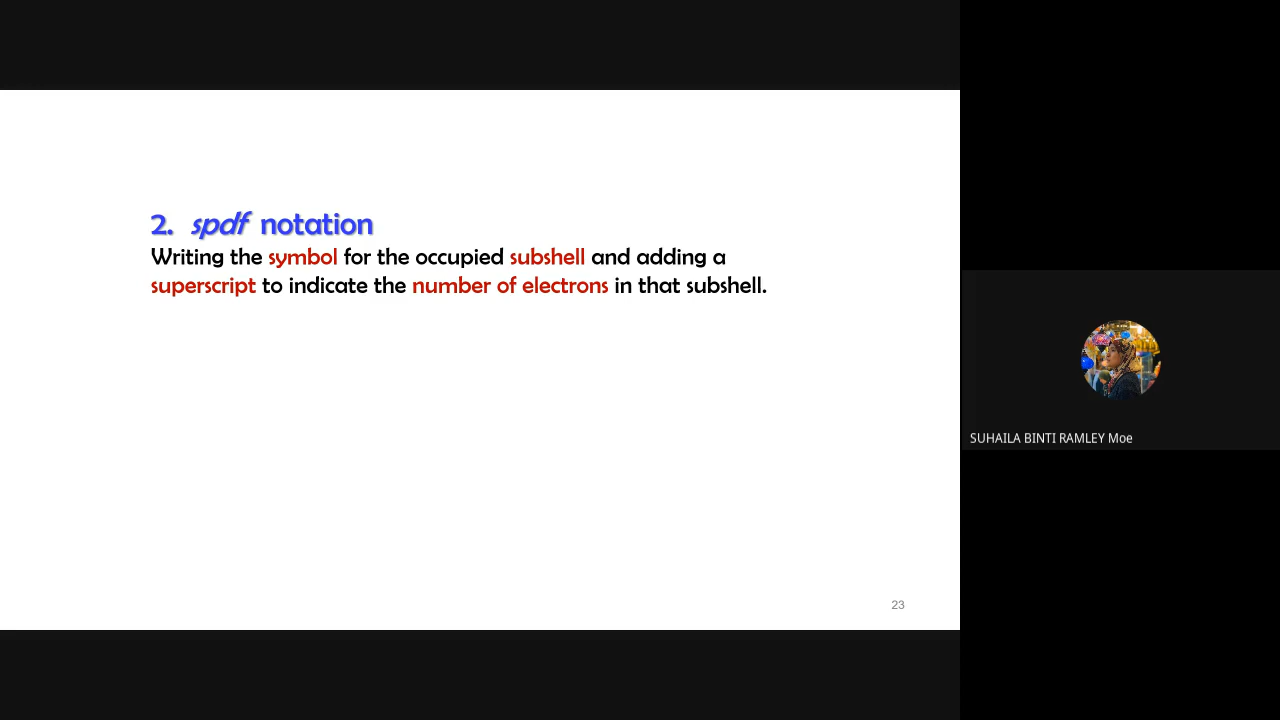 2. spdf notation
Writing the symbol for the occupied subshell and adding a
superscript to indicate the number of electrons in that subshell.
23
SUHAILA BINTI RAMLEY Moe